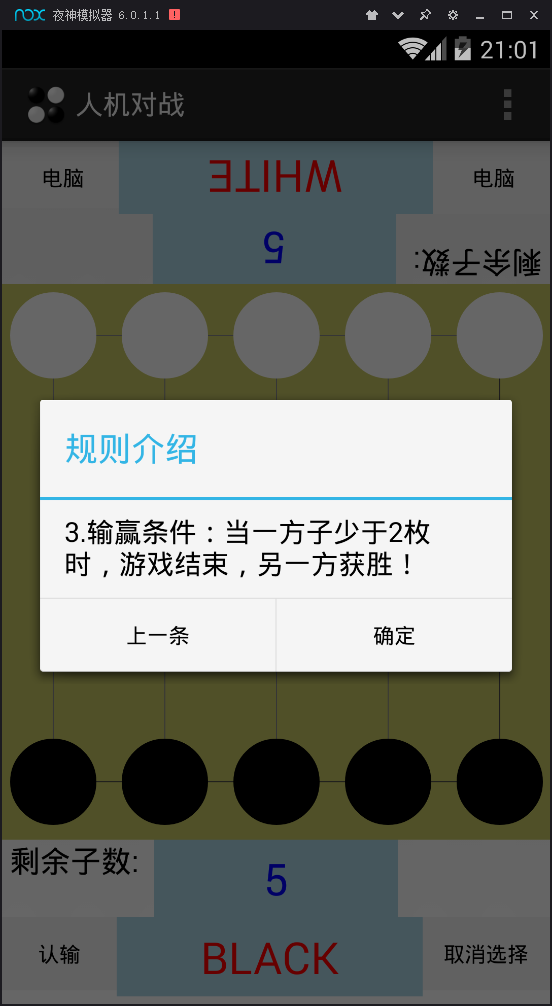 nox 夜神模拟器 6.0.1.1
21:01
人机对战
电脑 WHITE 电脑
5
剩余子数:
规则介绍
3.输赢条件：当一方子少于2枚
时，游戏结束，另一方获胜！
上一条 确定
剩余子数:
5
认输 BLACK 取消选择